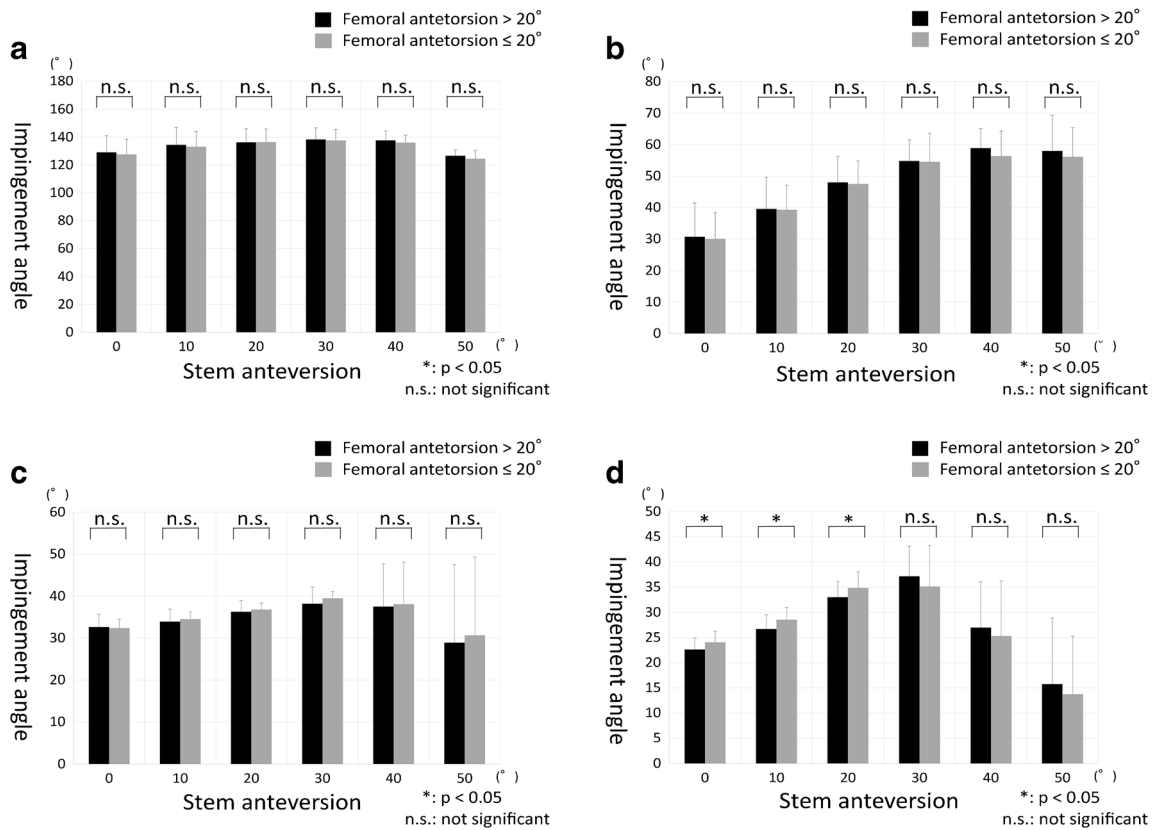 a
Femoral antetorsion > 20°
Femoral antetorsion ≤ 20°
(°)
Impingement angle
180
160
140
120
100
80
60
40
20
0
n.s. n.s. n.s. n.s. n.s. n.s.
0 10 20 30 40 50 (°)
Stem anteversion
*: p < 0.05
n.s.: not significant
b
Femoral antetorsion > 20°
Femoral antetorsion ≤ 20°
(°)
Impingement angle
80
70
60
50
40
30
20
10
0
n.s. n.s. n.s. n.s. n.s. n.s.
0 10 20 30 40 50 (°)
Stem anteversion
*: p < 0.05
n.s.: not significant
c
Femoral antetorsion > 20°
Femoral antetorsion ≤ 20°
(°)
Impingement angle
60
50
40
30
20
10
0
n.s. n.s. n.s. n.s. n.s. n.s.
0 10 20 30 40 50 (°)
Stem anteversion
*: p < 0.05
n.s.: not significant
d
Femoral antetorsion > 20°
Femoral antetorsion ≤ 20°
(°)
Impingement angle
50
45
40
35
30
25
20
15
10
5
0
* * * n.s. n.s. n.s.
0 10 20 30 40 50 (°)
Stem anteversion
*: p < 0.05
n.s.: not significant